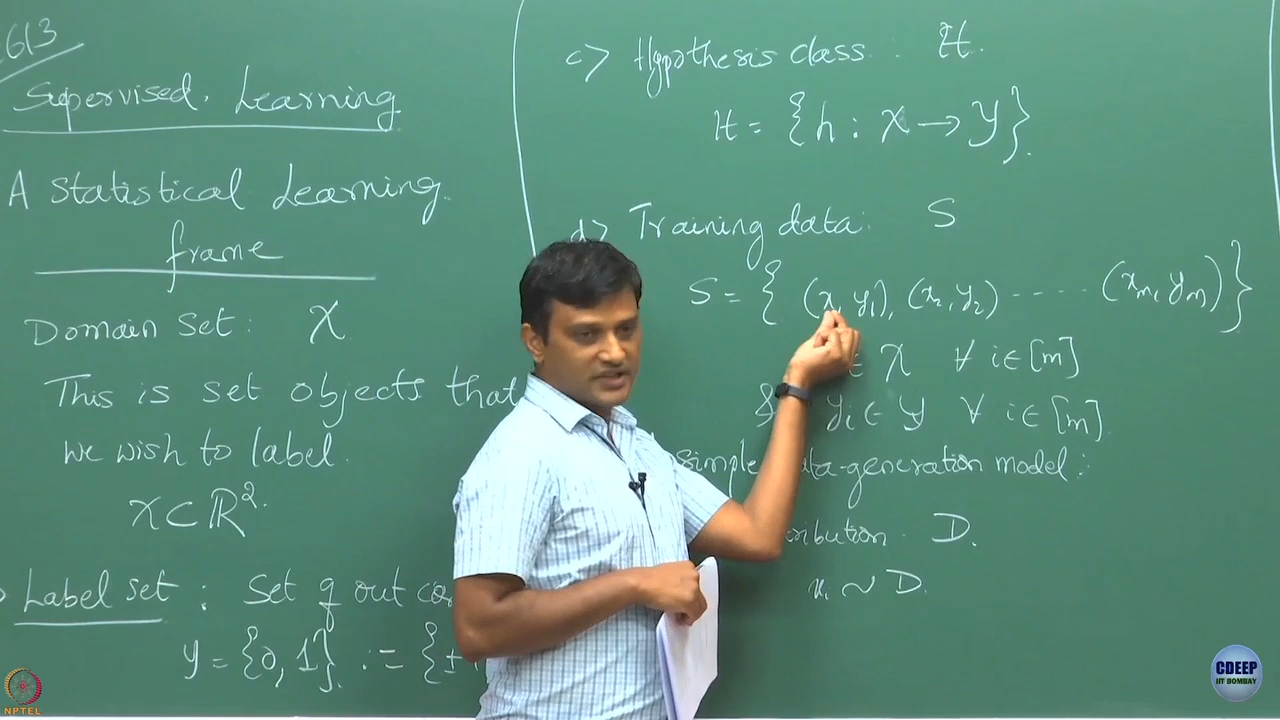 613
Supervised Learning
A Statistical Learning
frame
Domain Set: X
This is set objects that
we wish to label.
X ⊂ ℝ².
Label set : Set of out
Y = {0, 1} := {±
c> Hypothesis class : H.
H = {h : X → Y}.
d> Training data: S
S = { (x₁, y₁), (x₂, y₂) ----- (xₘ, yₘ) }
∈ X ∀ i ∈ [m]
& yᵢ ∈ Y ∀ i ∈ [m].
simple data-generation model:
D.
xᵢ ~ D.
NPTEL
CDEEP
IIT BOMBAY